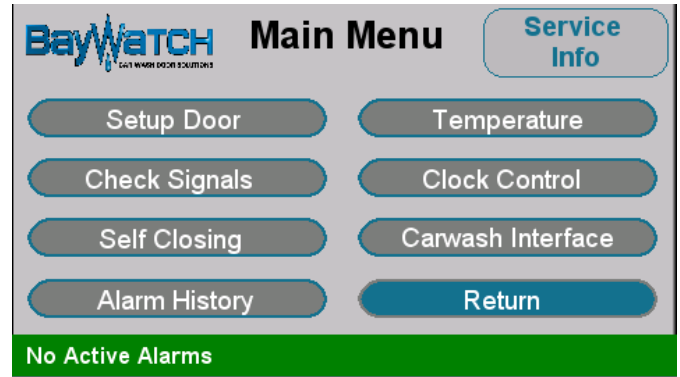 BayWATCH
CAR WASH DOOR SOLUTIONS
Main Menu
Service
Info
Setup Door
Temperature
Check Signals
Clock Control
Self Closing
Carwash Interface
Alarm History
Return
No Active Alarms